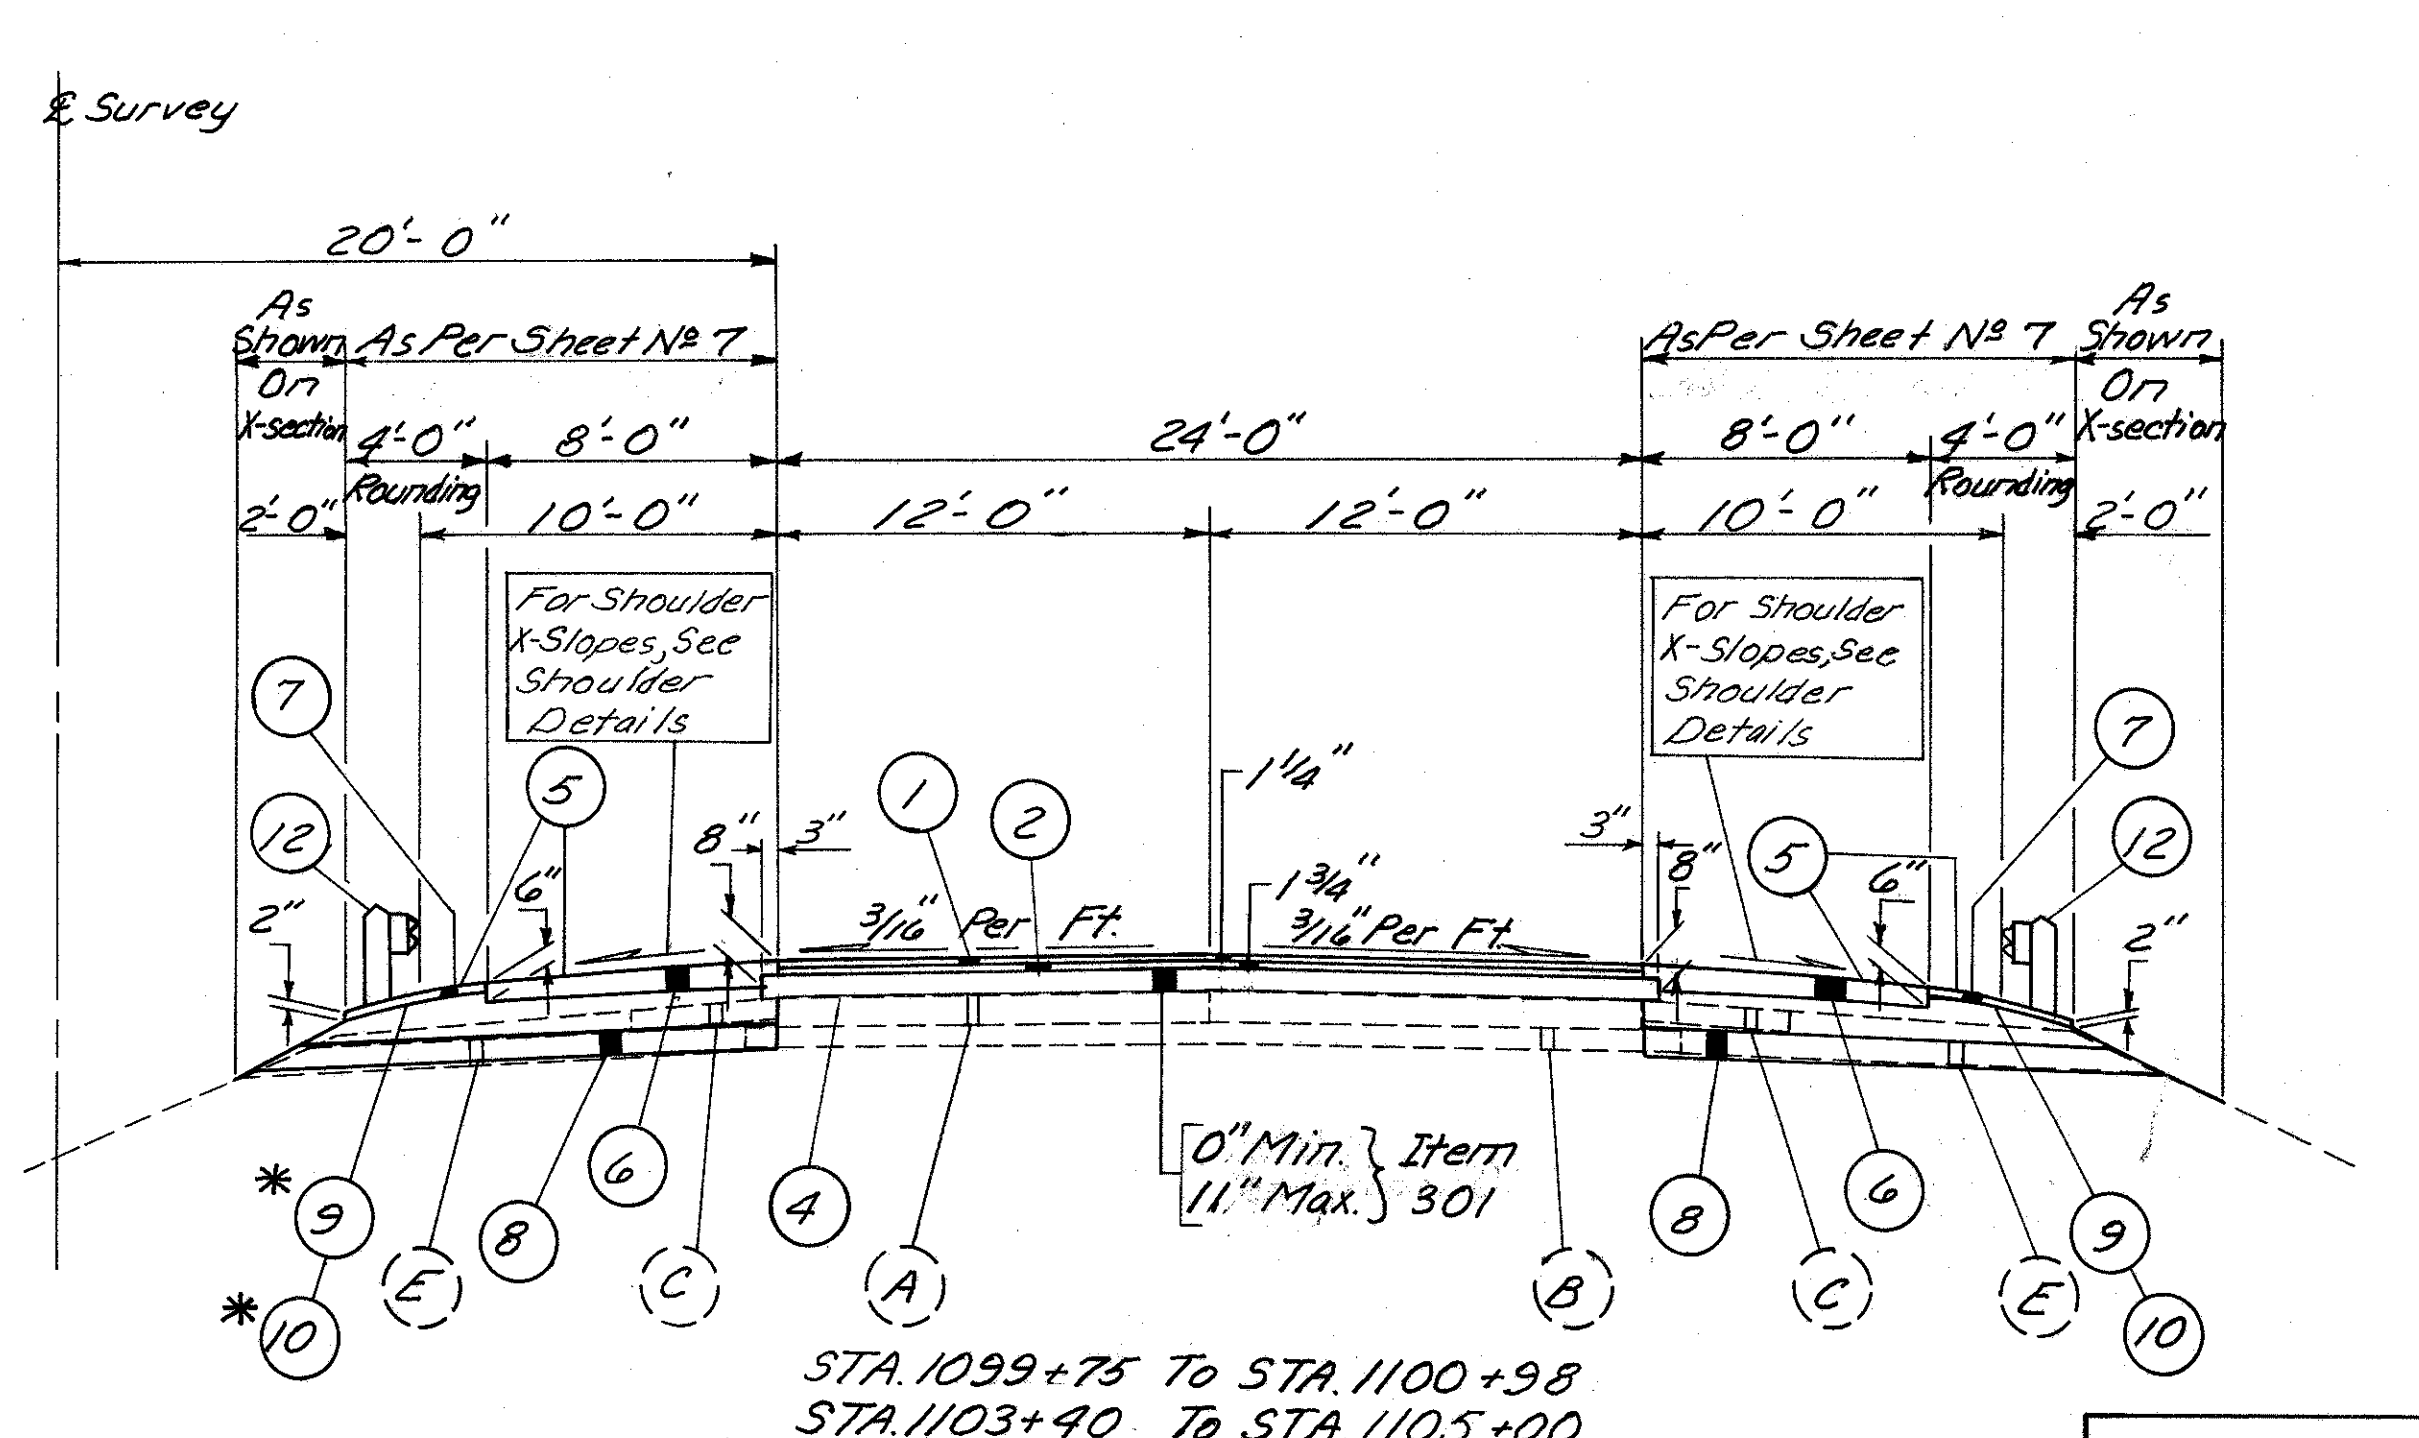 ℄ Survey
20'-0"
As
Shown
On
X-section
As Per Sheet Nº 7
As Per Sheet Nº 7
As
Shown
On
X-section
4'-0"
Rounding
8'-0"
24'-0"
8'-0"
4'-0"
Rounding
2'-0"
10'-0"
12'-0"
12'-0"
10'-0"
2'-0"
For Shoulder
X-Slopes, See
Shoulder
Details
For Shoulder
X-Slopes, See
Shoulder
Details
7
12
5
1
2
1 1/4"
7
12
5
8"
3"
3"
8"
6"
6"
2"
2"
3/16" Per Ft.
1 3/4"
3/16" Per Ft.
0" Min.
11" Max.
Item
301
* 9
* 10
E
8
6
C
4
A
B
8
C
6
E
9
10
STA. 1099+75 To STA. 1100+98
STA. 1103+40 To STA. 1105+00